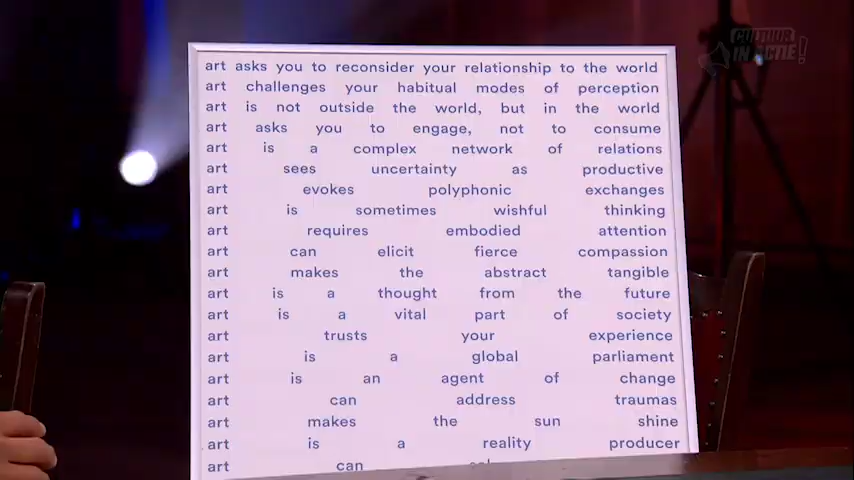 CULTUUR
IN ACTIE!
art asks you to reconsider your relationship to the world
art challenges your habitual modes of perception
art is not outside the world, but in the world
art asks you to engage, not to consume
art is a complex network of relations
art sees uncertainty as productive
art evokes polyphonic exchanges
art is sometimes wishful thinking
art requires embodied attention
art can elicit fierce compassion
art makes the abstract tangible
art is a thought from the future
art is a vital part of society
art trusts your experience
art is a global parliament
art is an agent of change
art can address traumas
art makes the sun shine
art is a reality producer
art can